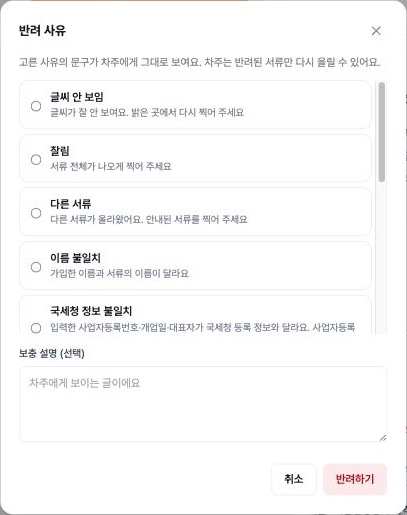 반려 사유
고른 사유의 문구가 차주에게 그대로 보여요. 차주는 반려된 서류만 다시 올릴 수 있어요.
글씨 안 보임
글씨가 잘 안 보여요. 밝은 곳에서 다시 찍어 주세요
잘림
서류 전체가 나오게 찍어 주세요
다른 서류
다른 서류가 올라왔어요. 안내된 서류를 찍어 주세요
이름 불일치
가입한 이름과 서류의 이름이 달라요
국세청 정보 불일치
입력한 사업자등록번호·개업일·대표자가 국세청 등록 정보와 달라요. 사업자등록
보충 설명 (선택)
차주에게 보이는 글이에요
취소
반려하기